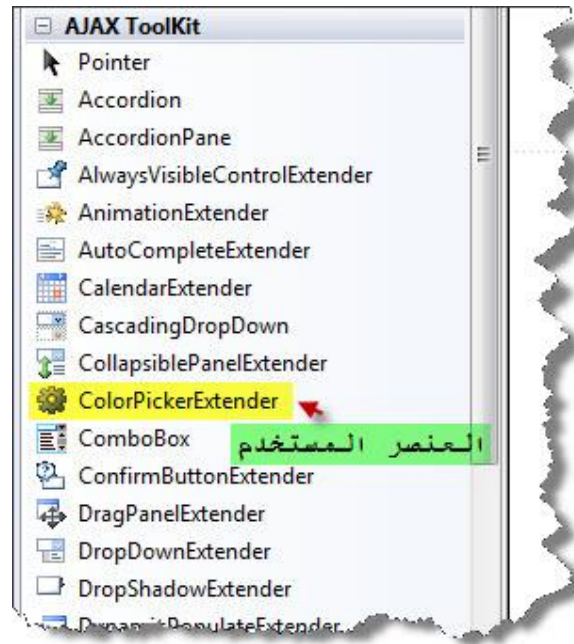 AJAX ToolKit
Pointer
Accordion
AccordionPane
AlwaysVisibleControlExtender
AnimationExtender
AutoCompleteExtender
CalendarExtender
CascadingDropDown
CollapsiblePanelExtender
ColorPickerExtender
ComboBox
العنصر المستخدم
ConfirmButtonExtender
DragPanelExtender
DropDownExtender
DropShadowExtender
DynamicPopulateExtender